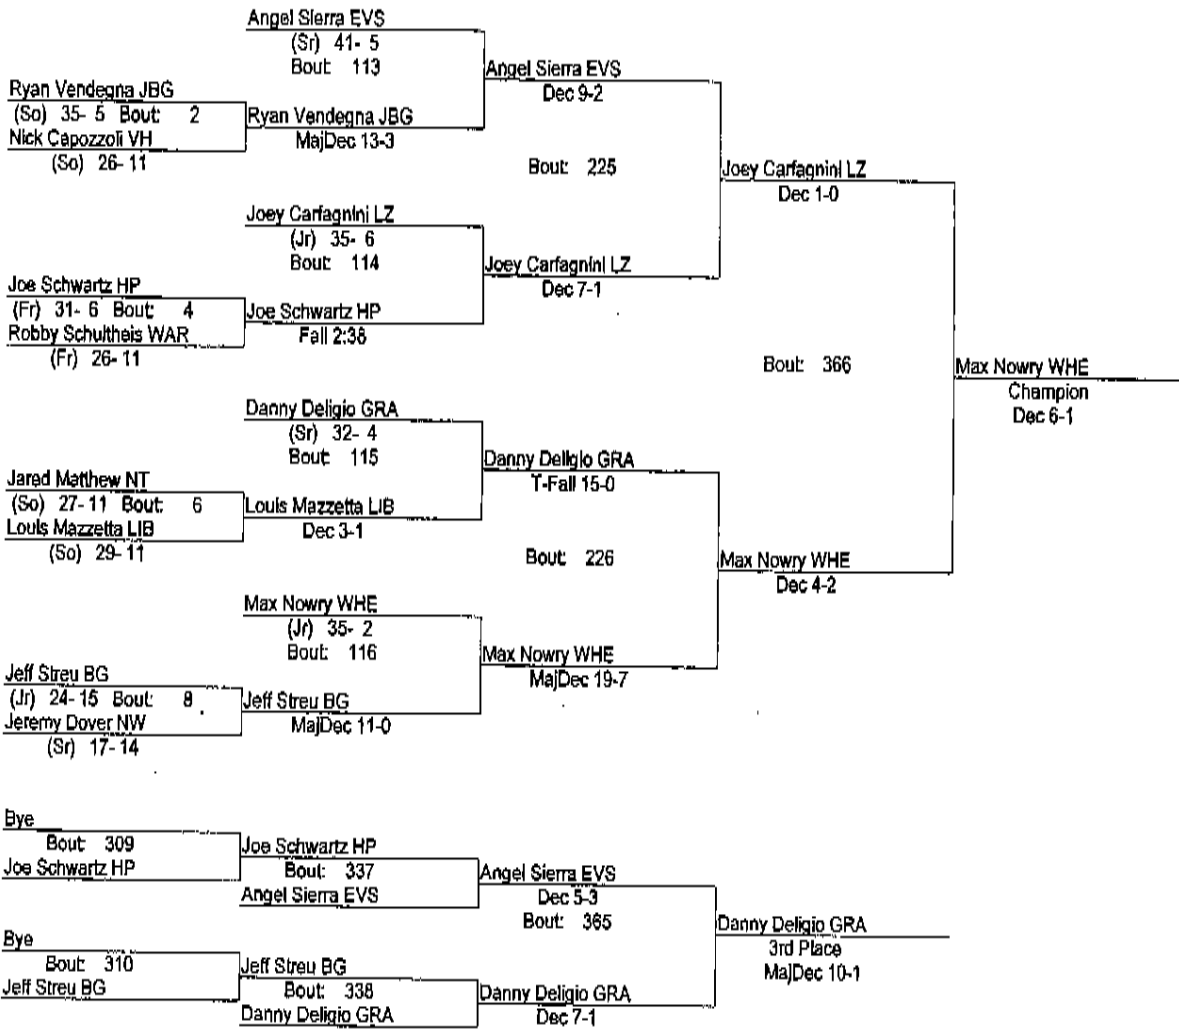 Angel Sierra EVS
(Sr) 41- 5
Bout: 113
Angel Sierra EVS
Dec 9-2
Ryan Vendegna JBG
(So) 35- 5 Bout: 2
Ryan Vendegna JBG
MajDec 13-3
Nick Capozzoli VH
(So) 26- 11
Bout: 225
Joey Carfagnini LZ
Dec 1-0
Joey Carfagnini LZ
(Jr) 35- 6
Bout: 114
Joey Carfagnini LZ
Dec 7-1
Joe Schwartz HP
(Fr) 31- 6 Bout: 4
Joe Schwartz HP
Fall 2:38
Robby Schultheis WAR
(Fr) 26- 11
Bout: 366
Max Nowry WHE
Champion
Dec 6-1
Danny Deligio GRA
(Sr) 32- 4
Bout: 115
Danny Deligio GRA
T-Fall 15-0
Jared Matthew NT
(So) 27- 11 Bout: 6
Louis Mazzetta LIB
Dec 3-1
Louis Mazzetta LIB
(So) 29- 11
Bout: 226
Max Nowry WHE
Dec 4-2
Max Nowry WHE
(Jr) 35- 2
Bout: 116
Max Nowry WHE
MajDec 19-7
Jeff Streu BG
(Jr) 24- 15 Bout: 8
Jeff Streu BG
MajDec 11-0
Jeremy Dover NW
(Sr) 17- 14
Bye
Bout: 309
Joe Schwartz HP
Joe Schwartz HP
Bout: 337
Angel Sierra EVS
Angel Sierra EVS
Dec 5-3
Bout: 365
Danny Deligio GRA
3rd Place
MajDec 10-1
Bye
Bout: 310
Jeff Streu BG
Jeff Streu BG
Bout: 338
Danny Deligio GRA
Danny Deligio GRA
Dec 7-1